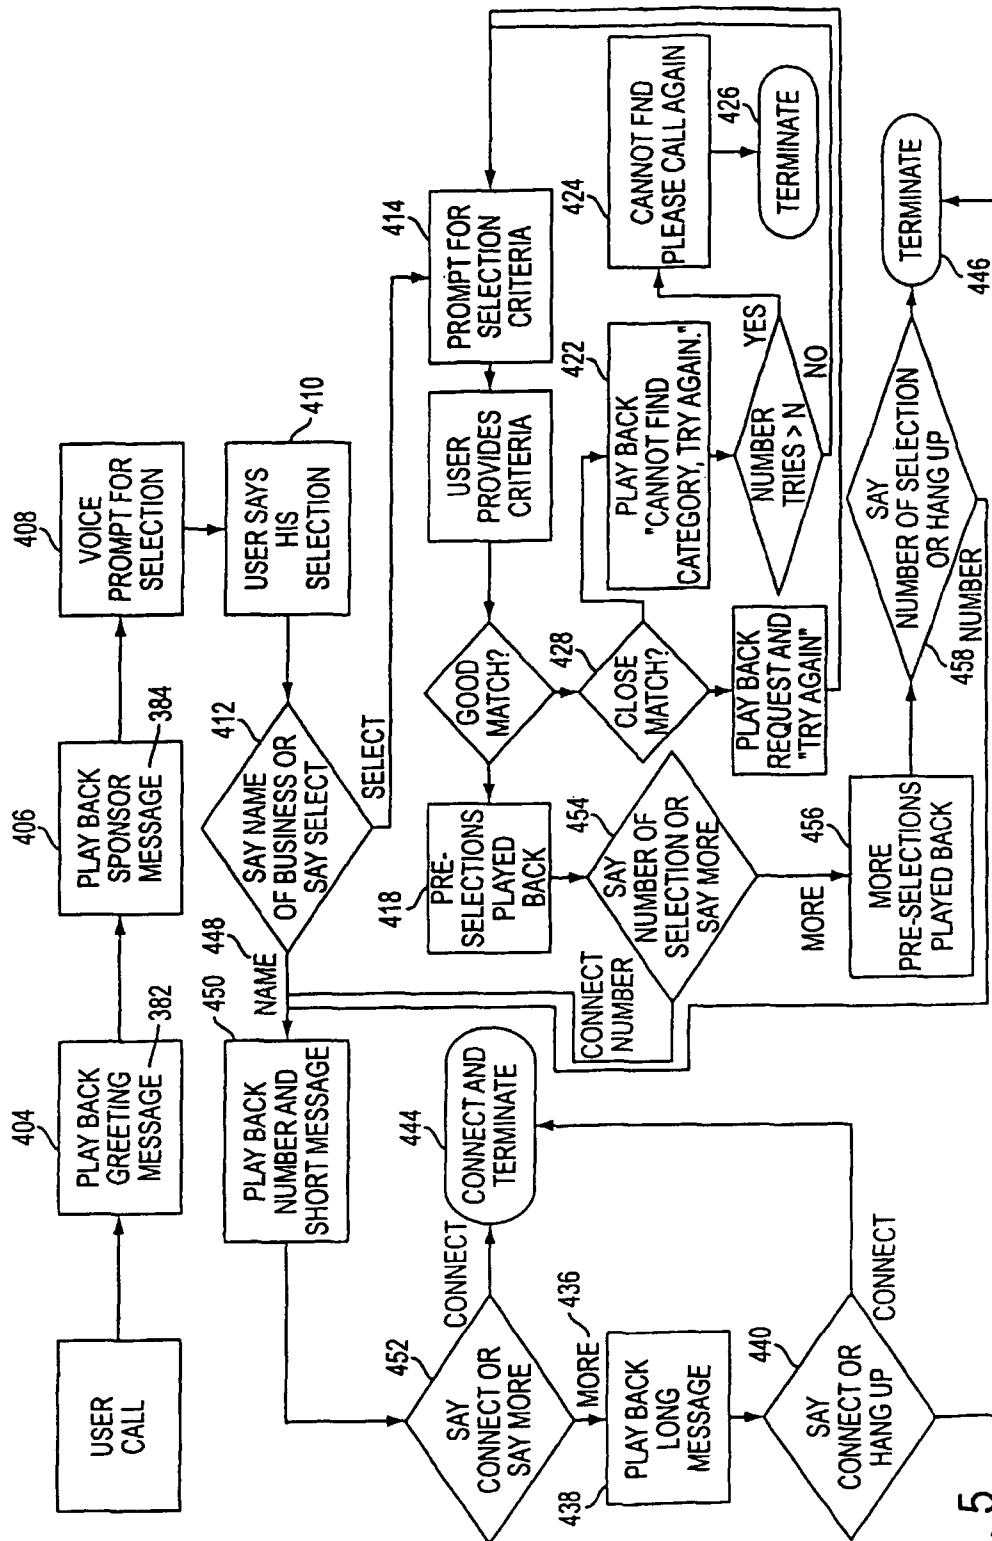 USER
CALL
404
PLAY BACK
GREETING
MESSAGE
382
406
PLAY BACK
SPONSOR
MESSAGE
384
408
VOICE
PROMPT FOR
SELECTION
450
PLAY BACK
NUMBER AND
SHORT MESSAGE
NAME
448
412
SAY NAME
OF BUSINESS OR
SAY SELECT
SELECT
USER SAYS
HIS
SELECTION
410
452
SAY
CONNECT OR
SAY MORE
CONNECT
444
CONNECT AND
TERMINATE
MORE
436
438
PLAY BACK
LONG
MESSAGE
440
SAY
CONNECT OR
HANG UP
CONNECT
414
PROMPT FOR
SELECTION
CRITERIA
USER
PROVIDES
CRITERIA
GOOD
MATCH?
418
PRE-
SELECTIONS
PLAYED
BACK
428
CLOSE
MATCH?
PLAY BACK
REQUEST AND
"TRY AGAIN"
422
PLAY BACK
"CANNOT FIND
CATEGORY, TRY AGAIN."
NUMBER
TRIES > N
YES
NO
424
CANNOT FND
PLEASE CALL AGAIN
426
TERMINATE
454
SAY
NUMBER OF
SELECTION OR
SAY MORE
CONNECT
NUMBER
MORE
456
MORE
PRE-SELECTIONS
PLAYED BACK
458
SAY
NUMBER OF SELECTION
OR HANG UP
NUMBER
TERMINATE
446
5